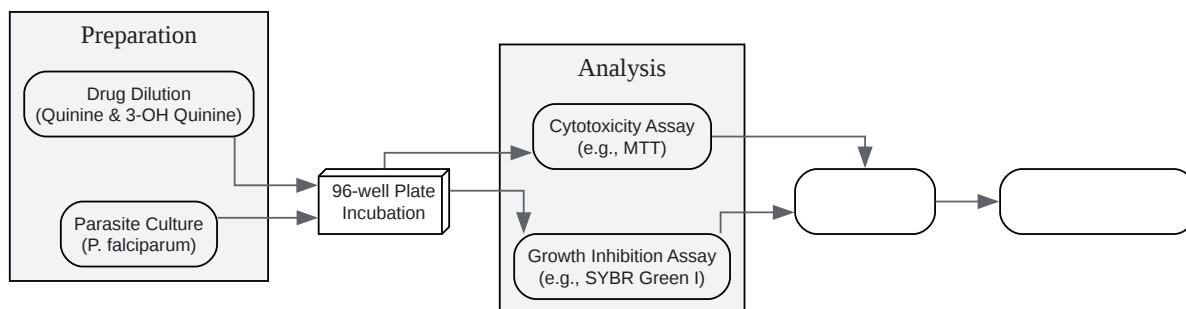 Preparation
Drug Dilution
(Quinine & 3-OH Quinine)
Parasite Culture
(P. falciparum)
96-well Plate
Incubation
Analysis
Cytotoxicity Assay
(e.g., MTT)
Growth Inhibition Assay
(e.g., SYBR Green I)